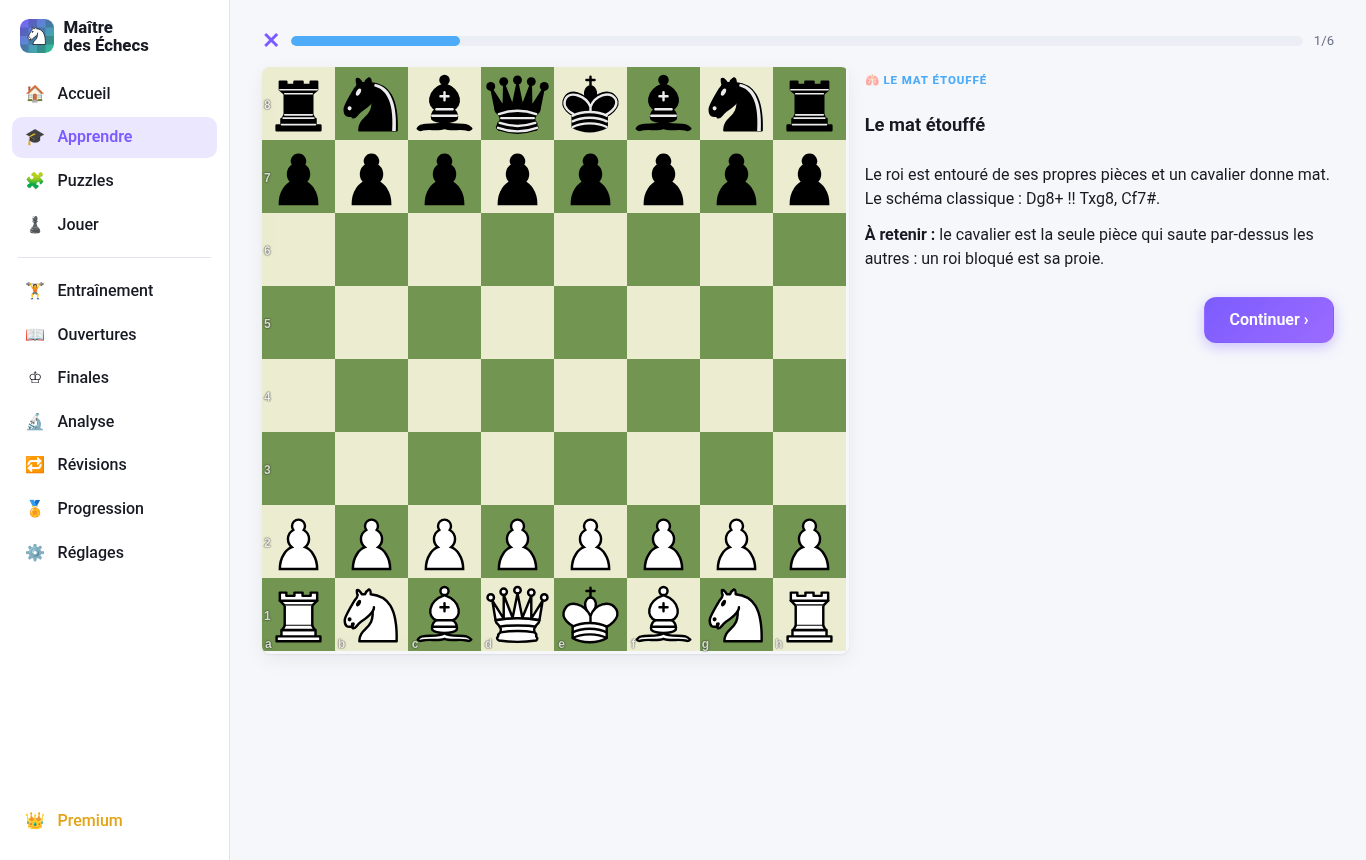 Maître
des Échecs
Accueil
Apprendre
Puzzles
Jouer
Entraînement
Ouvertures
Finales
Analyse
Révisions
Progression
Réglages
Premium
1/6
8
7
6
5
4
3
2
1
a b c d e f g h
LE MAT ÉTOUFFÉ
Le mat étouffé
Le roi est entouré de ses propres pièces et un cavalier donne mat.
Le schéma classique : Dg8+ !! Txg8, Cf7#.
À retenir : le cavalier est la seule pièce qui saute par-dessus les
autres : un roi bloqué est sa proie.
Continuer ›